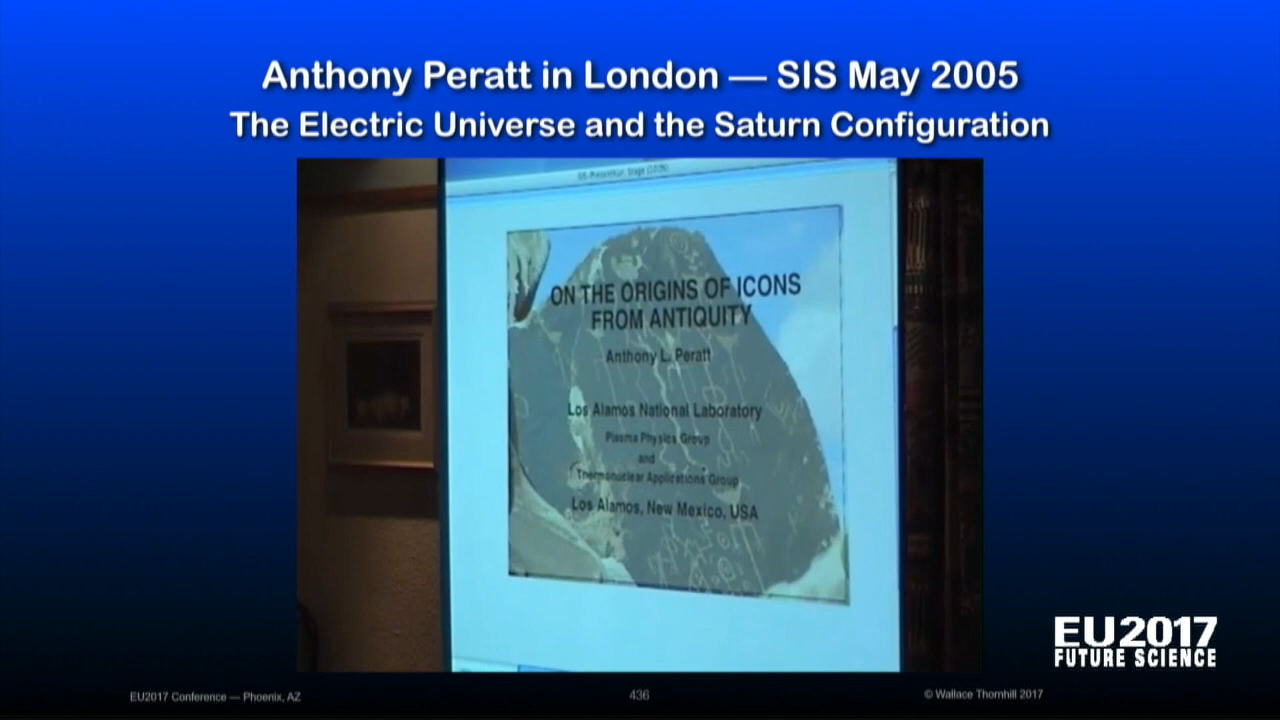 Anthony Peratt in London — SIS May 2005
The Electric Universe and the Saturn Configuration
ON THE ORIGINS OF ICONS
FROM ANTIQUITY
Anthony L. Peratt
Los Alamos National Laboratory
Plasma Physics Group
and
Thermonuclear Applications Group
Los Alamos, New Mexico, USA
EU2017
FUTURE SCIENCE
EU2017 Conference — Phoenix, AZ
436
© Wallace Thornhill 2017